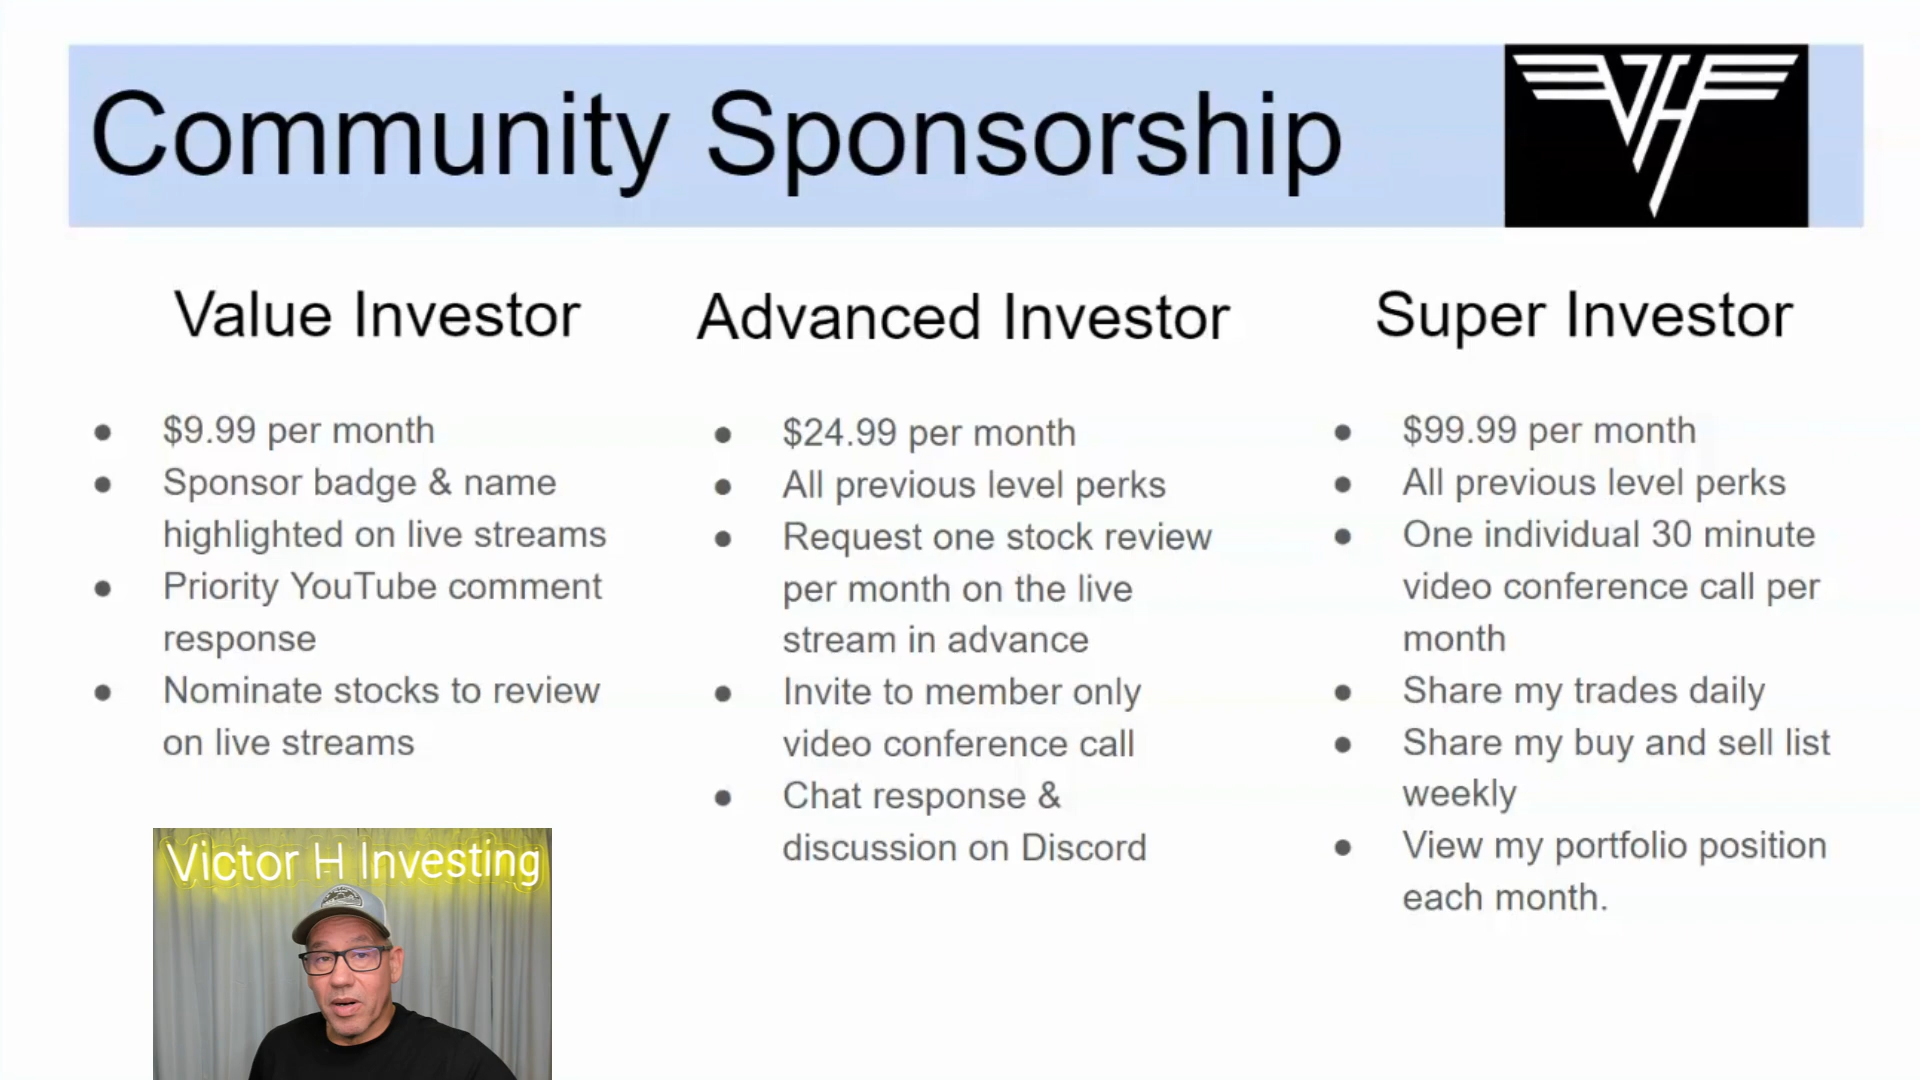 Community Sponsorship
VH
Value Investor
● $9.99 per month
● Sponsor badge & name
highlighted on live streams
● Priority YouTube comment
response
● Nominate stocks to review
on live streams
Advanced Investor
● $24.99 per month
● All previous level perks
● Request one stock review
per month on the live
stream in advance
● Invite to member only
video conference call
● Chat response &
discussion on Discord
Super Investor
● $99.99 per month
● All previous level perks
● One individual 30 minute
video conference call per
month
● Share my trades daily
● Share my buy and sell list
weekly
● View my portfolio position
each month.
Victor H Investing